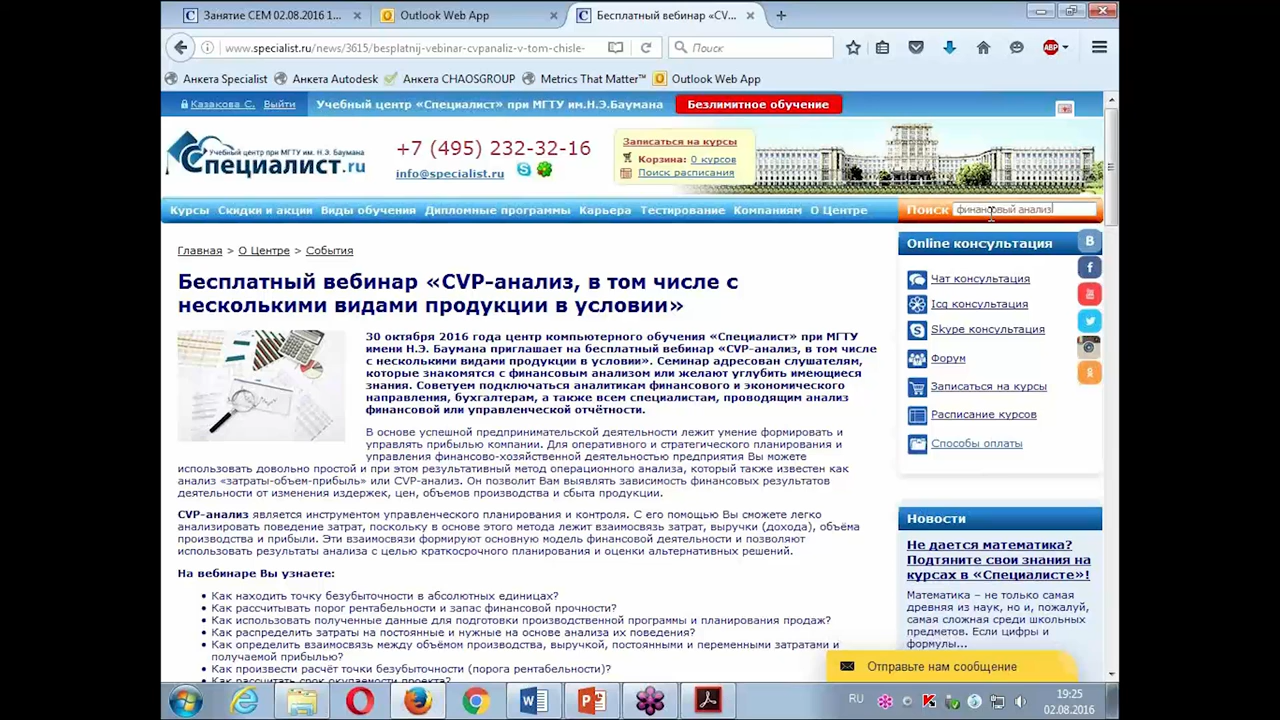 Занятие СЕМ 02.08.2016 1...
Outlook Web App
Бесплатный вебинар «CV...
www.specialist.ru/news/3615/besplatnij-vebinar-cvpanaliz-v-tom-chisle-
Поиск
ABP
Анкета Specialist
Анкета Autodesk
Анкета CHAOSGROUP
Metrics That Matter™
Outlook Web App
Казакова С.
Выйти
Учебный центр «Специалист» при МГТУ им.Н.Э.Баумана
Безлимитное обучение
Учебный центр при МГТУ им. Н.Э. Баумана
Специалист.ru
+7 (495) 232-32-16
info@specialist.ru
Записаться на курсы
Корзина: 0 курсов
Поиск расписания
Курсы
Скидки и акции
Виды обучения
Дипломные программы
Карьера
Тестирование
Компаниям
О Центре
Поиск
финансовый анализ
Главная > О Центре > События
Бесплатный вебинар «CVP-анализ, в том числе с
несколькими видами продукции в условии»
30 октября 2016 года центр компьютерного обучения «Специалист» при МГТУ
имени Н.Э. Баумана приглашает на бесплатный вебинар «CVP-анализ, в том числе
с несколькими видами продукции в условии». Семинар адресован слушателям,
которые знакомятся с финансовым анализом или желают углубить имеющиеся
знания. Советуем подключаться аналитикам финансового и экономического
направления, бухгалтерам, а также всем специалистам, проводящим анализ
финансовой или управленческой отчётности.
В основе успешной предпринимательской деятельности лежит умение формировать и
управлять прибылью компании. Для оперативного и стратегического планирования и
управления финансово-хозяйственной деятельностью предприятия Вы можете
использовать довольно простой и при этом результативный метод операционного анализа, который также известен как
анализ «затраты-объем-прибыль» или CVP-анализ. Он позволит Вам выявлять зависимость финансовых результатов
деятельности от изменения издержек, цен, объемов производства и сбыта продукции.
CVP-анализ является инструментом управленческого планирования и контроля. С его помощью Вы сможете легко
анализировать поведение затрат, поскольку в основе этого метода лежит взаимосвязь затрат, выручки (дохода), объёма
производства и прибыли. Эти взаимосвязи формируют основную модель финансовой деятельности и позволяют
использовать результаты анализа с целью краткосрочного планирования и оценки альтернативных решений.
На вебинаре Вы узнаете:
Как находить точку безубыточности в абсолютных единицах?
Как рассчитывать порог рентабельности и запас финансовой прочности?
Как использовать полученные данные для подготовки производственной программы и планирования продаж?
Как распределить затраты на постоянные и нужные на основе анализа их поведения?
Как определить взаимосвязь между объёмом производства, выручкой, постоянными и переменными затратами и
получаемой прибылью?
Как произвести расчёт точки безубыточности (порога рентабельности)?
Как рассчитать срок окупаемости проекта?
Online консультация
Чат консультация
Icq консультация
Skype консультация
Форум
Записаться на курсы
Расписание курсов
Способы оплаты
Новости
Не дается математика?
Подтяните свои знания на
курсах в «Специалисте»!
Математика – не только самая
древняя из наук, но и, пожалуй,
самая сложная среди школьных
предметов. Если цифры и
формулы...
Отправьте нам сообщение
RU
19:25
02.08.2016